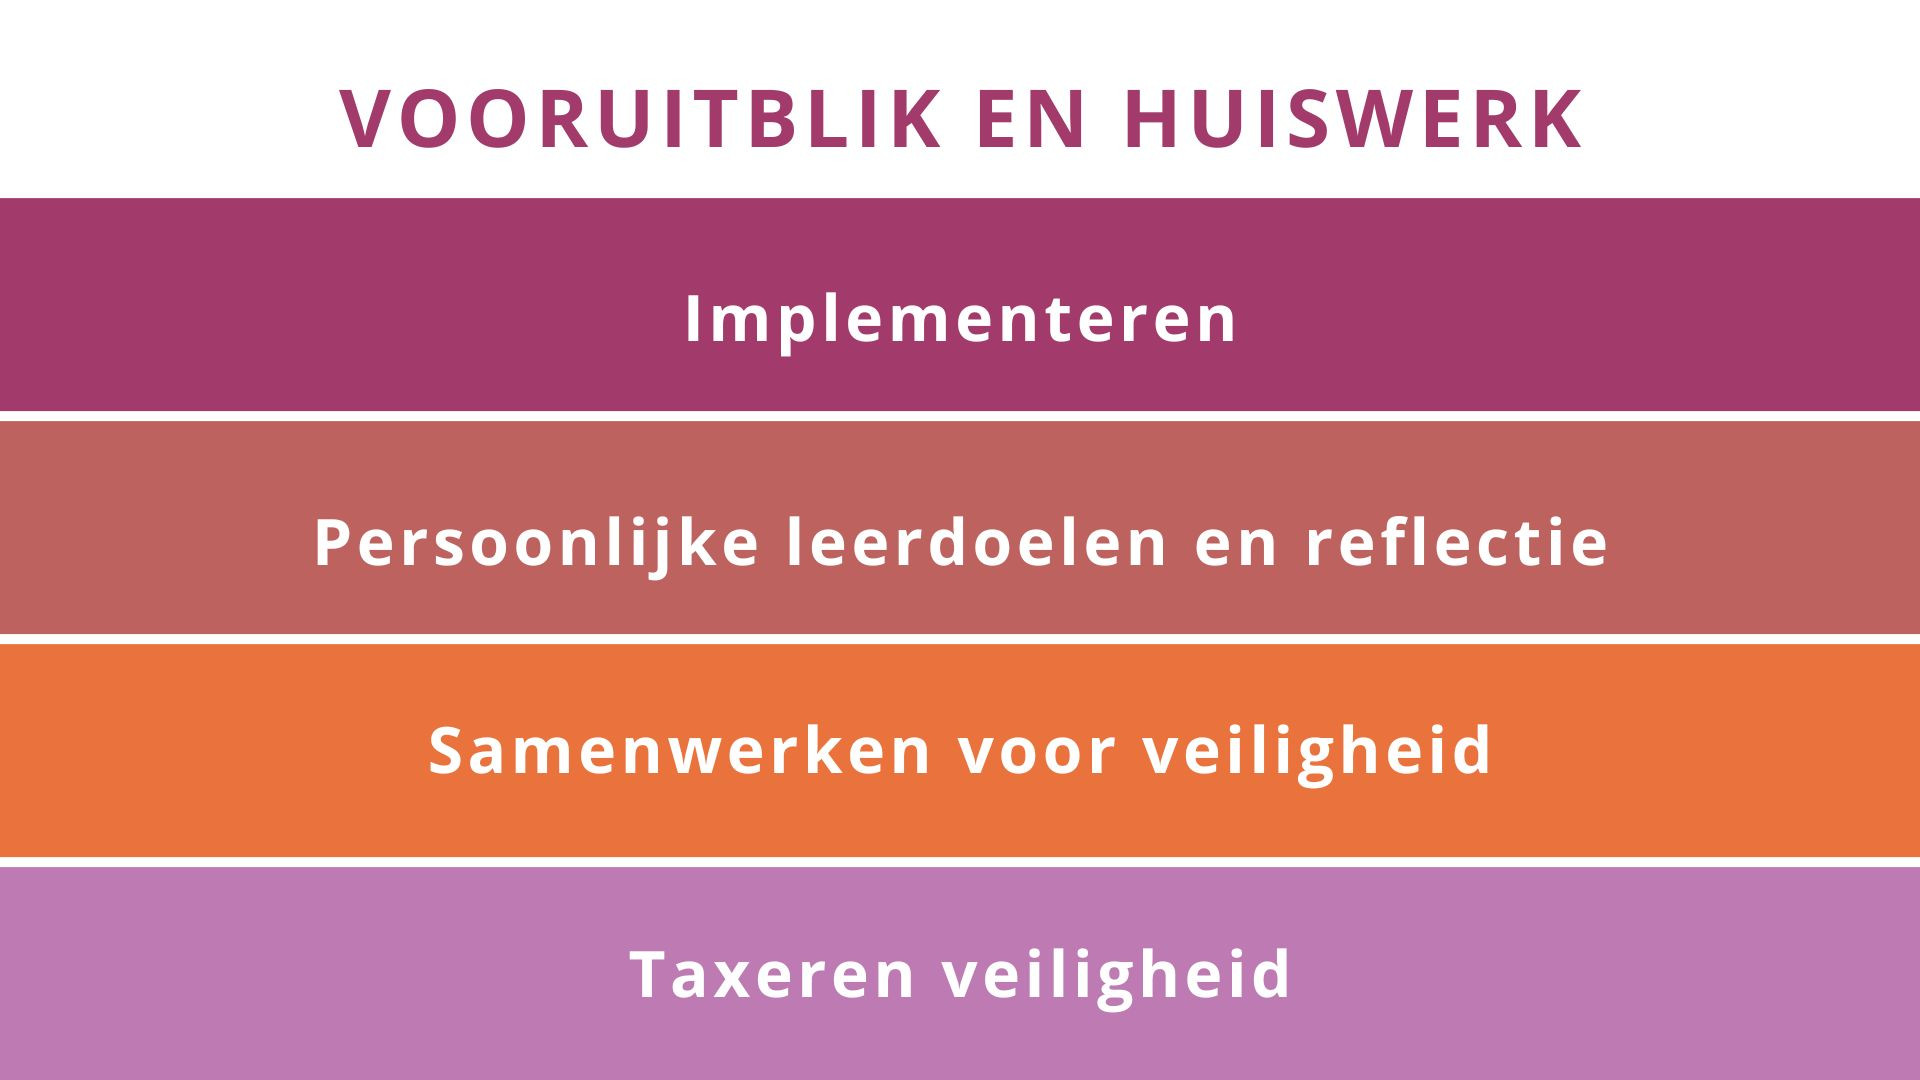 VOORUITBLIK EN HUISWERK
Implementeren
Persoonlijke leerdoelen en reflectie
Samenwerken voor veiligheid
Taxeren veiligheid